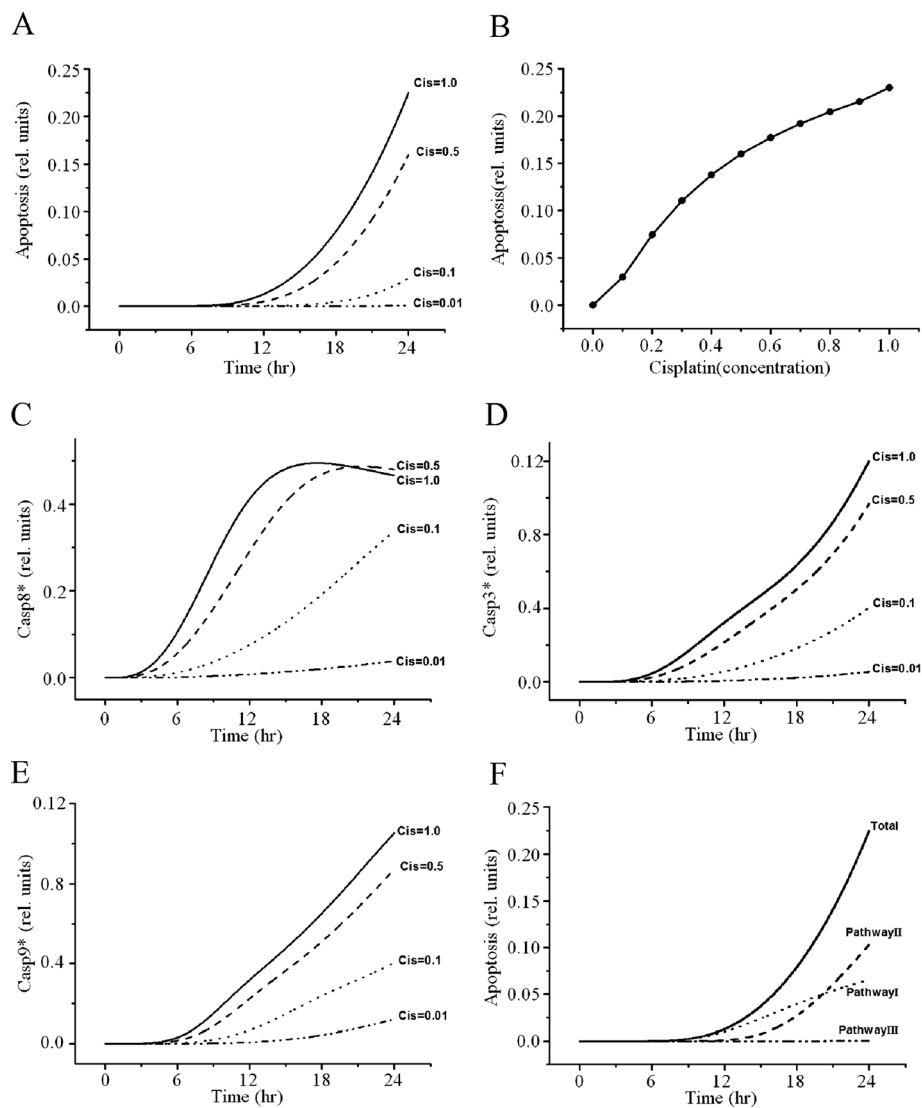 A
Apoptosis (rel. units)
0.25
0.20
0.15
0.10
0.05
0.0
Cis=1.0
Cis=0.5
Cis=0.1
Cis=0.01
0 6 12 18 24
Time (hr)
B
Apoptosis(rel. units)
0.25
0.20
0.15
0.10
0.05
0.0
0.0 0.2 0.4 0.6 0.8 1.0
Cisplatin(concentration)
C
Casp8* (rel. units)
0.4
0.2
0.0
Cis=0.5
Cis=1.0
Cis=0.1
Cis=0.01
0 6 12 18 24
Time (hr)
D
Casp3* (rel. units)
0.12
0.8
0.4
0.0
Cis=1.0
Cis=0.5
Cis=0.1
Cis=0.01
0 6 12 18 24
Time (hr)
E
Casp9* (rel. units)
0.12
0.8
0.4
0.0
Cis=1.0
Cis=0.5
Cis=0.1
Cis=0.01
0 6 12 18 24
Time (hr)
F
Apoptosis (rel. units)
0.25
0.20
0.15
0.10
0.05
0.0
Total
PathwayII
PathwayI
PathwayIII
0 6 12 18 24
Time (hr)